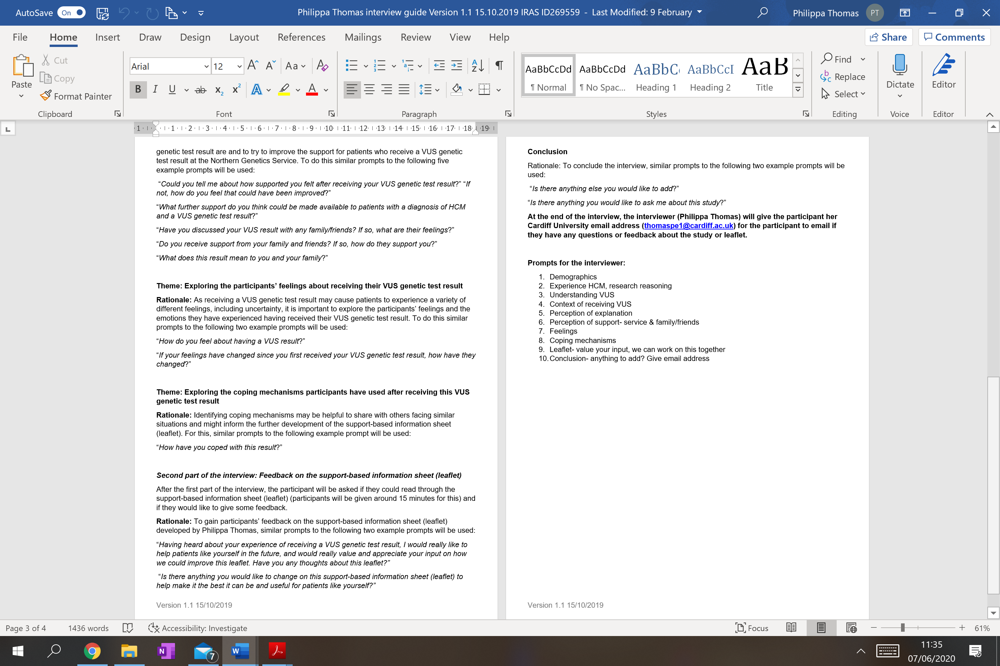 AutoSave On
Philippa Thomas interview guide Version 1.1 15.10.2019 IRAS ID269559 - Last Modified: 9 February
Philippa Thomas PT
File Home Insert Draw Design Layout References Mailings Review View Help
Share Comments
Paste
Cut
Copy
Format Painter
Clipboard
Arial 12
Font
Paragraph
AaBbCcDd AaBbCcDd AaBbC AaBbCcI AaB
¶ Normal ¶ No Spac... Heading 1 Heading 2 Title
Styles
Find
Replace
Select
Editing
Dictate
Voice
Editor
Editor
1 1 2 3 4 5 6 7 8 9 10 11 12 13 14 15 16 17 18 19
genetic test result are and to try to improve the support for patients who receive a VUS genetic
test result at the Northern Genetics Service. To do this similar prompts to the following five
example prompts will be used:
“Could you tell me about how supported you felt after receiving your VUS genetic test result?” “If
not, how do you feel that could have been improved?”
“What further support do you think could be made available to patients with a diagnosis of HCM
and a VUS genetic test result?”
“Have you discussed your VUS result with any family/friends? If so, what are their feelings?”
“Do you receive support from your family and friends? If so, how do they support you?”
“What does this result mean to you and your family?”
Theme: Exploring the participants’ feelings about receiving their VUS genetic test result
Rationale: As receiving a VUS genetic test result may cause patients to experience a variety of
different feelings, including uncertainty, it is important to explore the participants’ feelings and the
emotions they have experienced having received their VUS genetic test result. To do this similar
prompts to the following two example prompts will be used:
“How do you feel about having a VUS result?”
“If your feelings have changed since you first received your VUS genetic test result, how have they
changed?”
Theme: Exploring the coping mechanisms participants have used after receiving this VUS
genetic test result
Rationale: Identifying coping mechanisms may be helpful to share with others facing similar
situations and might inform the further development of the support-based information sheet
(leaflet). For this, similar prompts to the following example prompt will be used:
“How have you coped with this result?”
Second part of the interview: Feedback on the support-based information sheet (leaflet)
After the first part of the interview, the participant will be asked if they could read through the
support-based information sheet (leaflet) (participants will be given around 15 minutes for this) and
if they would like to give some feedback.
Rationale: To gain participants’ feedback on the support-based information sheet (leaflet)
developed by Philippa Thomas, similar prompts to the following two example prompts will be used:
“Having heard about your experience of receiving a VUS genetic test result, I would really like to
help patients like yourself in the future, and would really value and appreciate your input on how
we could improve this leaflet. Have you any thoughts about this leaflet?”
“Is there anything you would like to change on this support-based information sheet (leaflet) to
help make it the best it can be and useful for patients like yourself?”
Version 1.1 15/10/2019
Conclusion
Rationale: To conclude the interview, similar prompts to the following two example prompts will be
used:
“Is there anything else you would like to add?”
“Is there anything you would like to ask me about this study?”
At the end of the interview, the interviewer (Philippa Thomas) will give the participant her
Cardiff University email address (thomaspe1@cardiff.ac.uk) for the participant to email if
they have any questions or feedback about the study or leaflet.
Prompts for the interviewer:
1. Demographics
2. Experience HCM, research reasoning
3. Understanding VUS
4. Context of receiving VUS
5. Perception of explanation
6. Perception of support- service & family/friends
7. Feelings
8. Coping mechanisms
9. Leaflet- value your input, we can work on this together
10. Conclusion- anything to add? Give email address
Version 1.1 15/10/2019
Page 3 of 4 1436 words Accessibility: Investigate
Focus 61%
7
11:35
07/06/2020